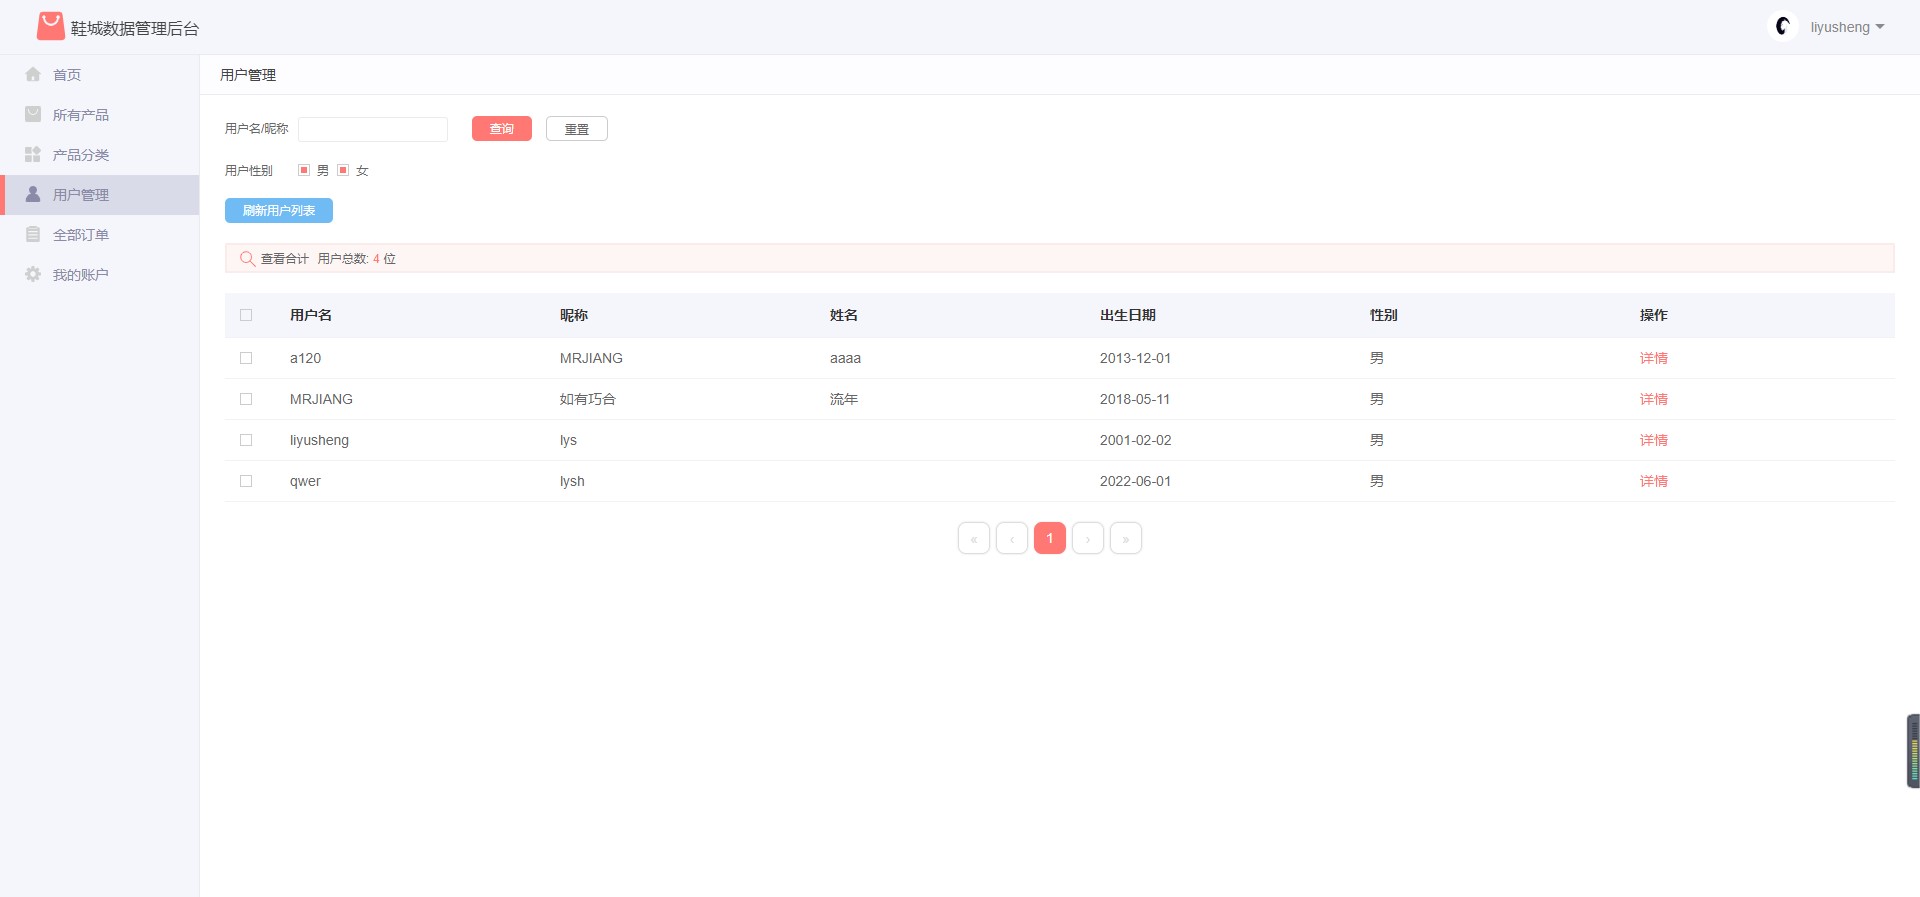 鞋城数据管理后台
liyusheng
首页
所有产品
产品分类
用户管理
全部订单
我的账户
用户管理
用户名/昵称 查询 重置
用户性别 男 女
刷新用户列表
查看合计 用户总数: 4 位
用户名 昵称 姓名 出生日期 性别 操作
a120 MRJIANG aaaa 2013-12-01 男 详情
MRJIANG 如有巧合 流年 2018-05-11 男 详情
liyusheng lys 2001-02-02 男 详情
qwer lysh 2022-06-01 男 详情
« ‹ 1 › »